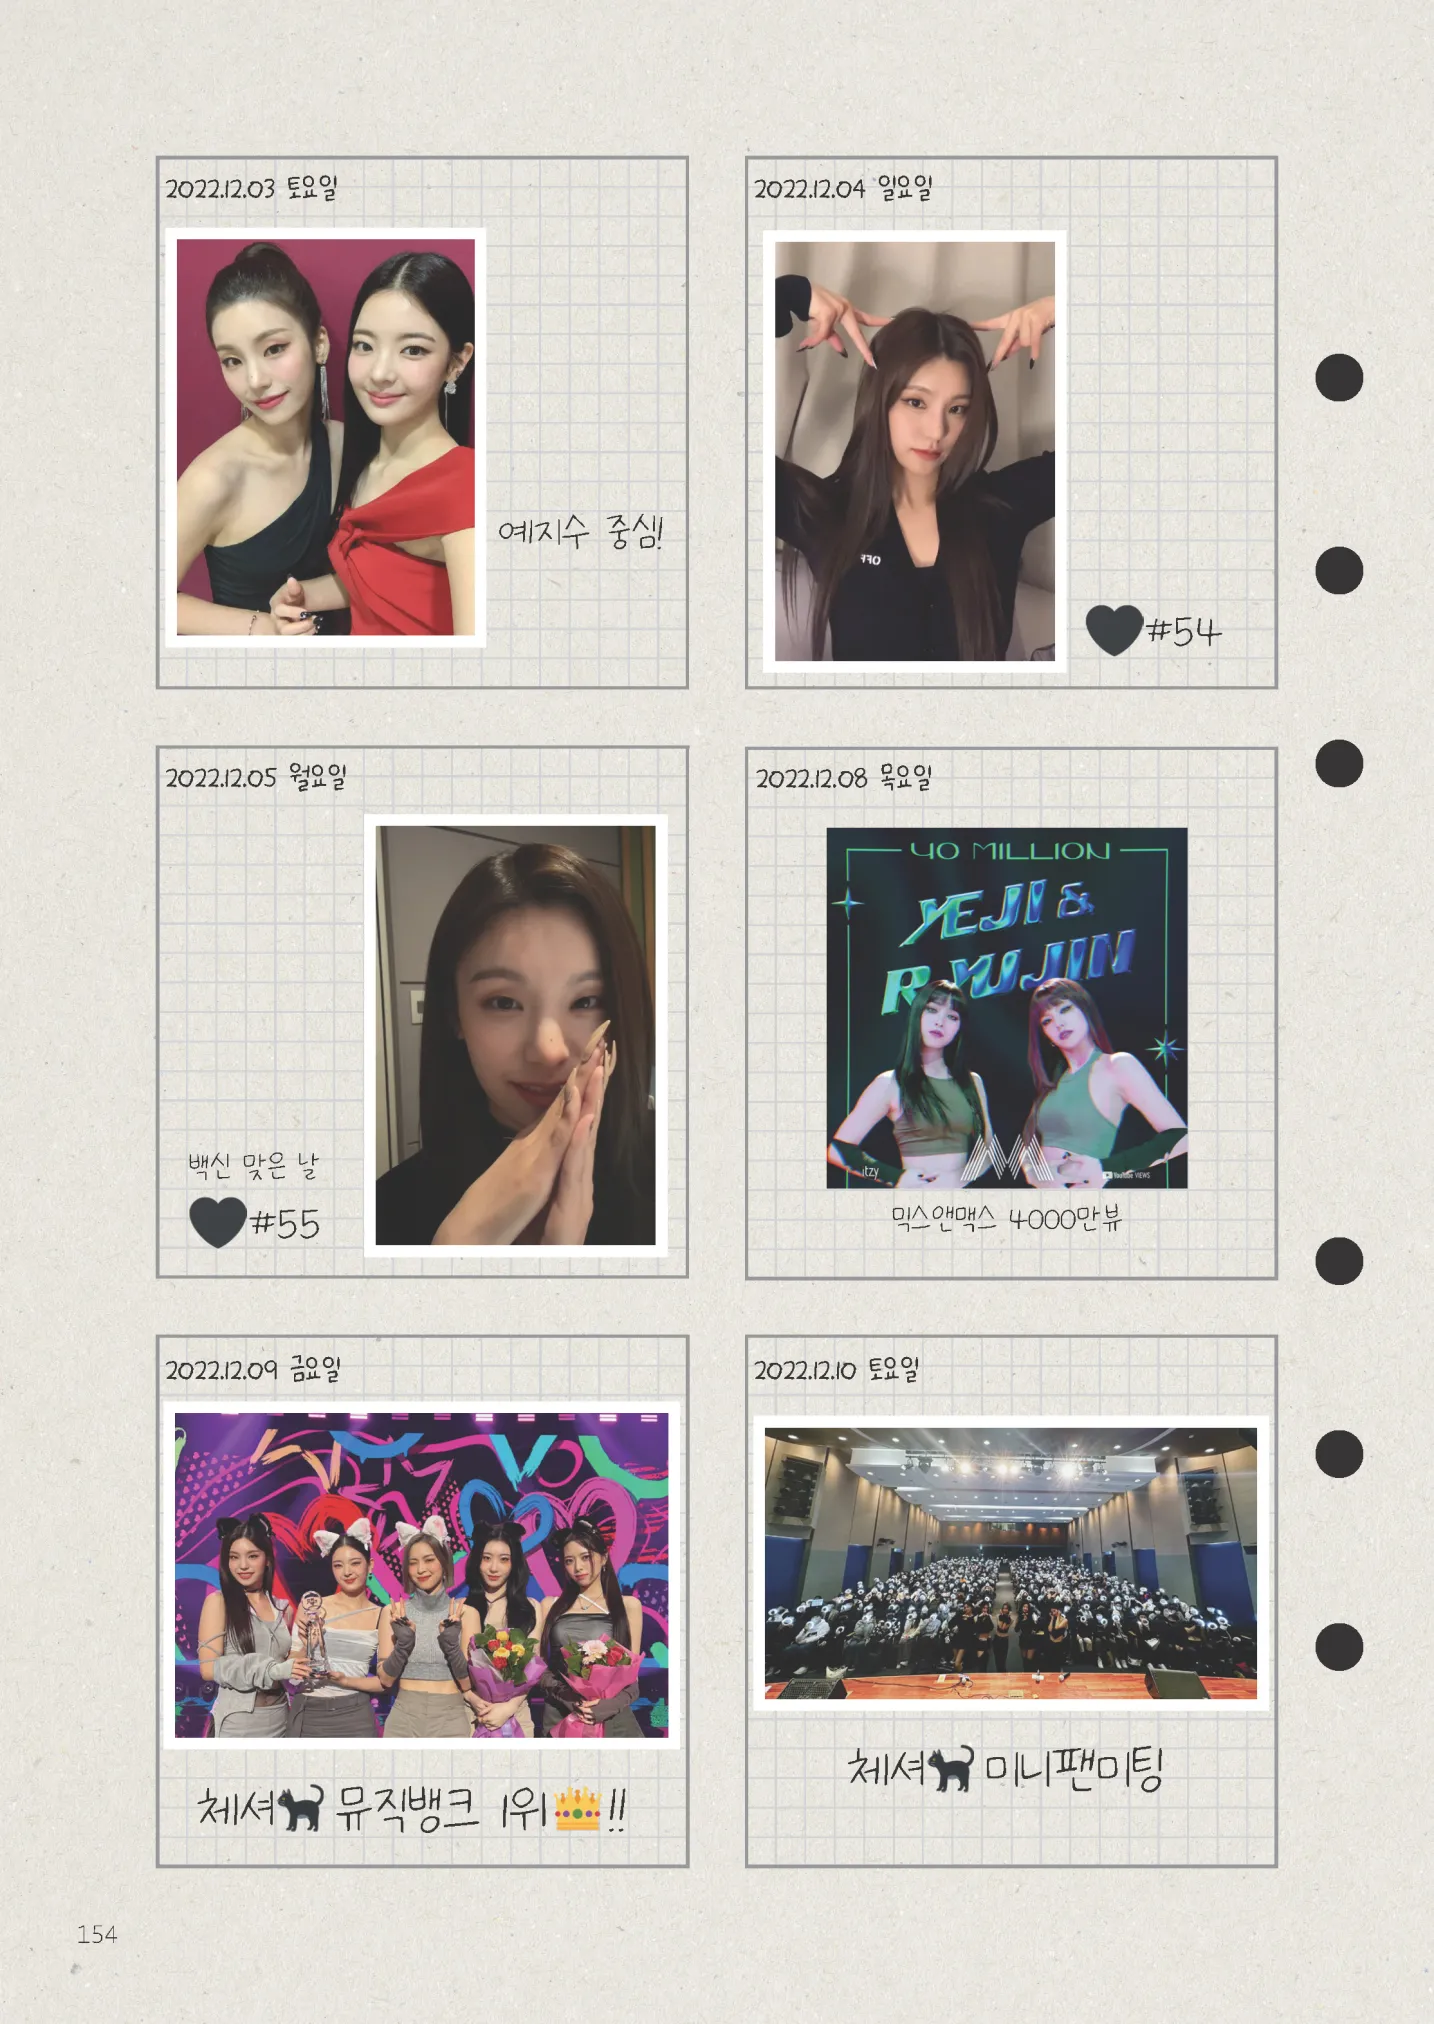 2022.12.03 토요일
예지수 중심!
2022.12.04 일요일
OFF
🖤#54
2022.12.05 월요일
백신 맞은 날
🖤#55
2022.12.08 목요일
40 MILLION
YEJI &
RYUJIN
itzy
M
YouTube VIEWS
믹스앤맥스 4000만뷰
2022.12.09 금요일
체셔🐈‍⬛ 뮤직뱅크 1위👑!!
2022.12.10 토요일
체셔🐈‍⬛ 미니팬미팅
154